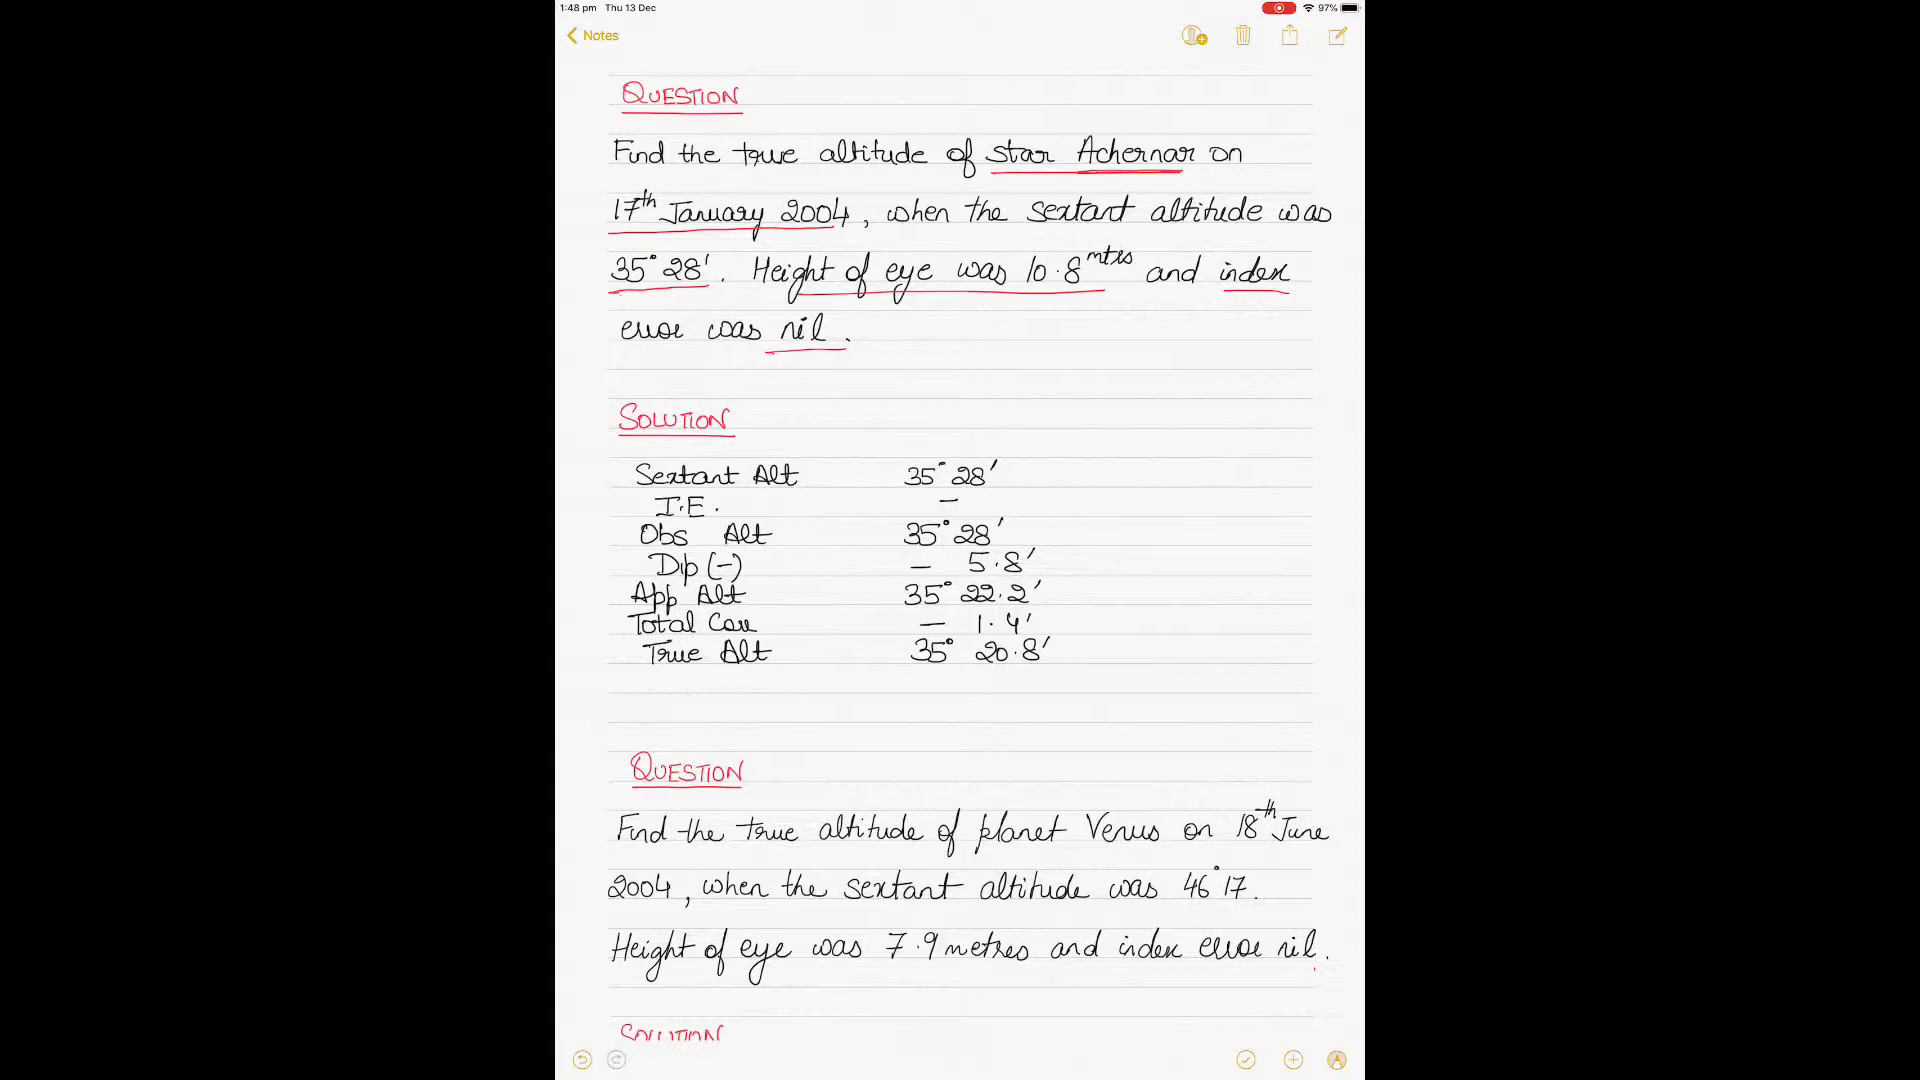 1:48 pm Thu 13 Dec 97%
Notes
QUESTION
Find the true altitude of star Achernar on
17th January 2004, when the sextant altitude was
35° 28'. Height of eye was 10.8 mtrs and index
error was nil.
SOLUTION
Sextant Alt 35° 28'
I.E. -
Obs Alt 35° 28'
Dip (-) - 5.8'
App Alt 35° 22.2'
Total Corr - 1.4'
True Alt 35° 20.8'
QUESTION
Find the true altitude of planet Venus on 18th June
2004, when the sextant altitude was 46° 17.
Height of eye was 7.9 metres and index error nil.
SOLUTION